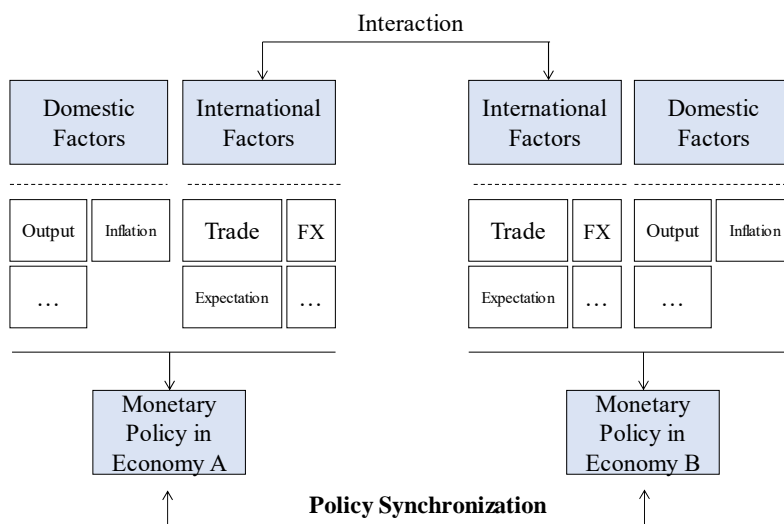 Interaction
Domestic
Factors
International
Factors
International
Factors
Domestic
Factors
Output
Inflation
Trade
FX
Trade
FX
Output
Inflation
…
Expectation
…
Expectation
…
…
Monetary
Policy in
Economy A
Monetary
Policy in
Economy B
Policy Synchronization